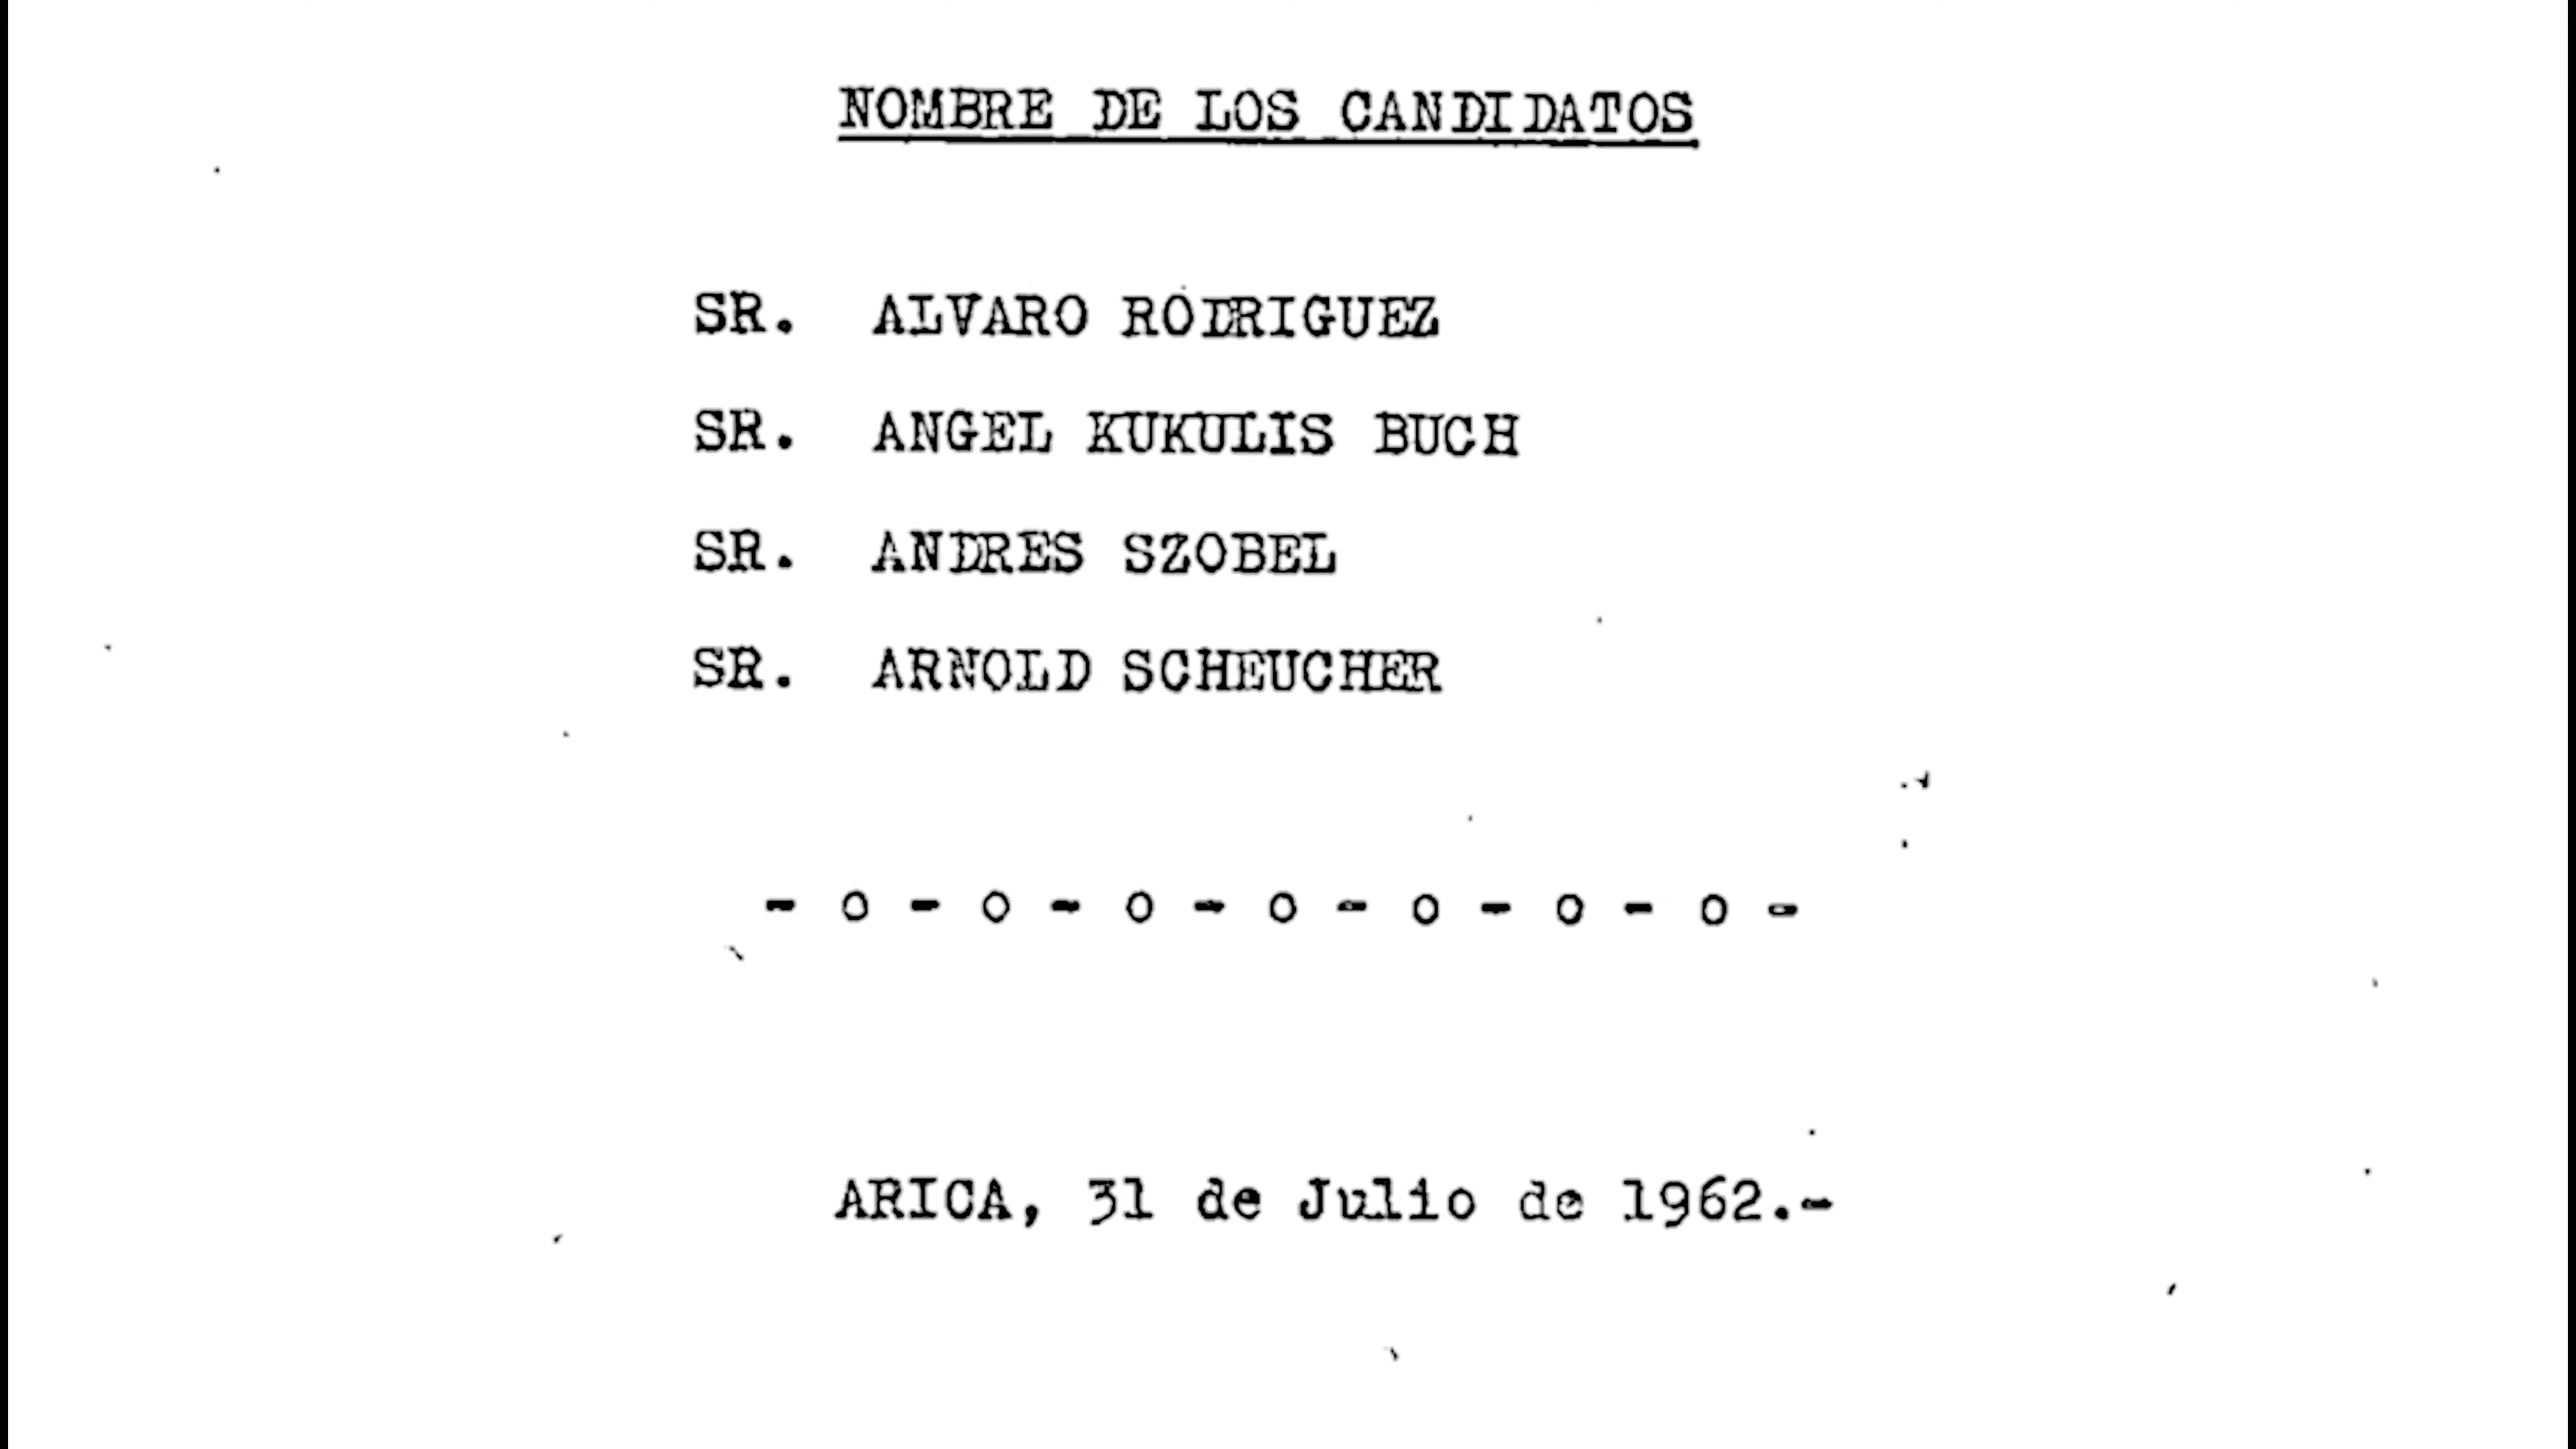 NOMBRE DE LOS CANDIDATOS
SR. ALVARO RODRIGUEZ
SR. ANGEL KUKULIS BUCH
SR. ANDRES SZOBEL
SR. ARNOLD SCHEUCHER
- o - o - o - o - o - o - o -
ARICA, 31 de Julio de 1962.-